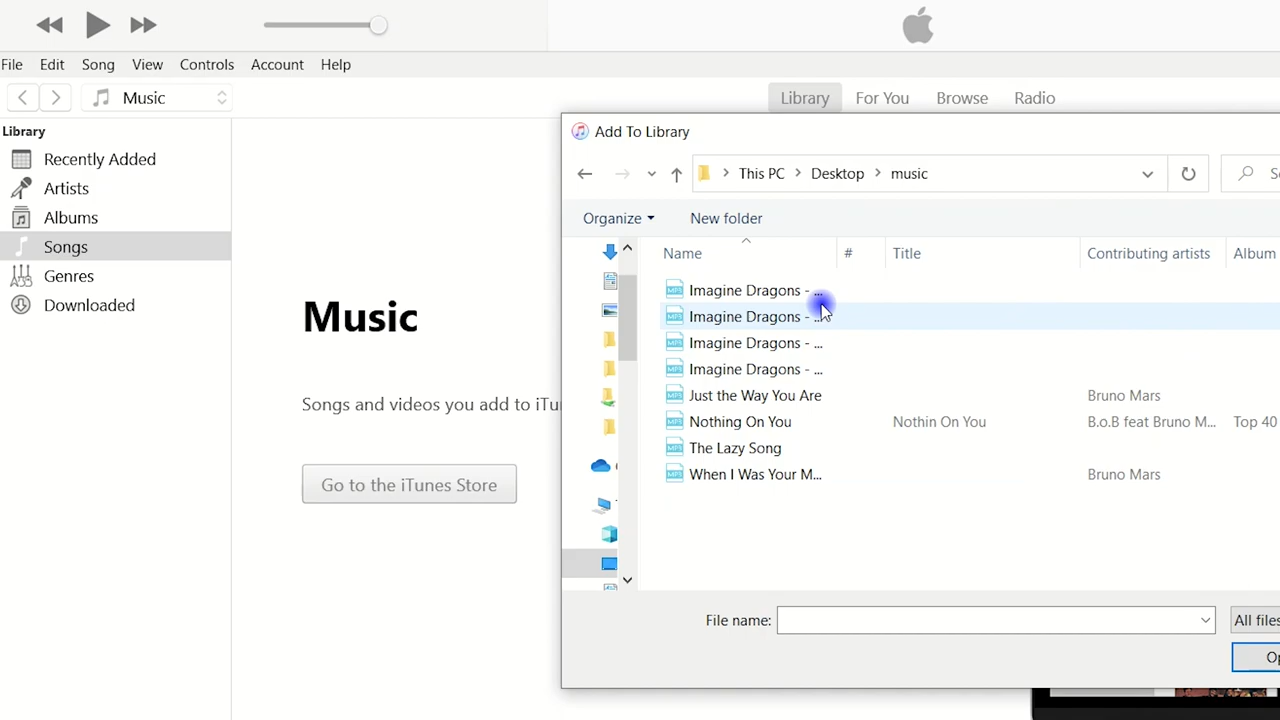 File Edit Song View Controls Account Help
Music
Library For You Browse Radio
Library
Recently Added
Artists
Albums
Songs
Genres
Downloaded
Music
Songs and videos you add to iTu
Go to the iTunes Store
Add To Library
This PC > Desktop > music
Organize New folder
Name # Title Contributing artists Album
Imagine Dragons - ...
Imagine Dragons - ...
Imagine Dragons - ...
Imagine Dragons - ...
Just the Way You Are Bruno Mars
Nothing On You Nothin On You B.o.B feat Bruno M... Top 40
The Lazy Song
When I Was Your M... Bruno Mars
File name: All files
Op